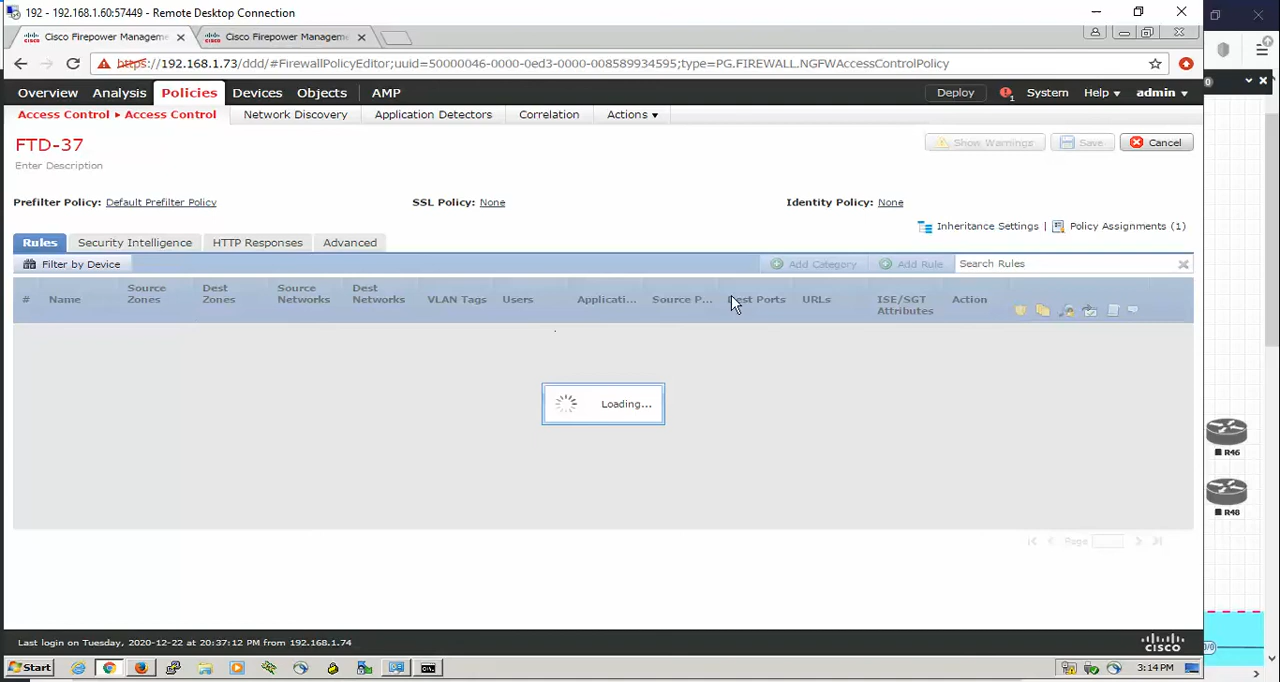 192 - 192.168.1.60:57449 - Remote Desktop Connection
Cisco Firepower Managem
Cisco Firepower Managem
https://192.168.1.73/ddd/#FirewallPolicyEditor;uuid=50000046-0000-0ed3-0000-008589934595;type=PG.FIREWALL.NGFWAccessControlPolicy
Overview Analysis Policies Devices Objects AMP Deploy 1 System Help admin
Access Control ▸ Access Control Network Discovery Application Detectors Correlation Actions
FTD-37
Show Warnings Save Cancel
Enter Description
Prefilter Policy: Default Prefilter Policy SSL Policy: None Identity Policy: None
Inheritance Settings | Policy Assignments (1)
Rules Security Intelligence HTTP Responses Advanced
Filter by Device Add Category Add Rule Search Rules
# Name Source Zones Dest Zones Source Networks Dest Networks VLAN Tags Users Applicati... Source P... Dest Ports URLs ISE/SGT Attributes Action
Loading...
Page
R46
R48
Last login on Tuesday, 2020-12-22 at 20:37:12 PM from 192.168.1.74
cisco
Start 3:14 PM